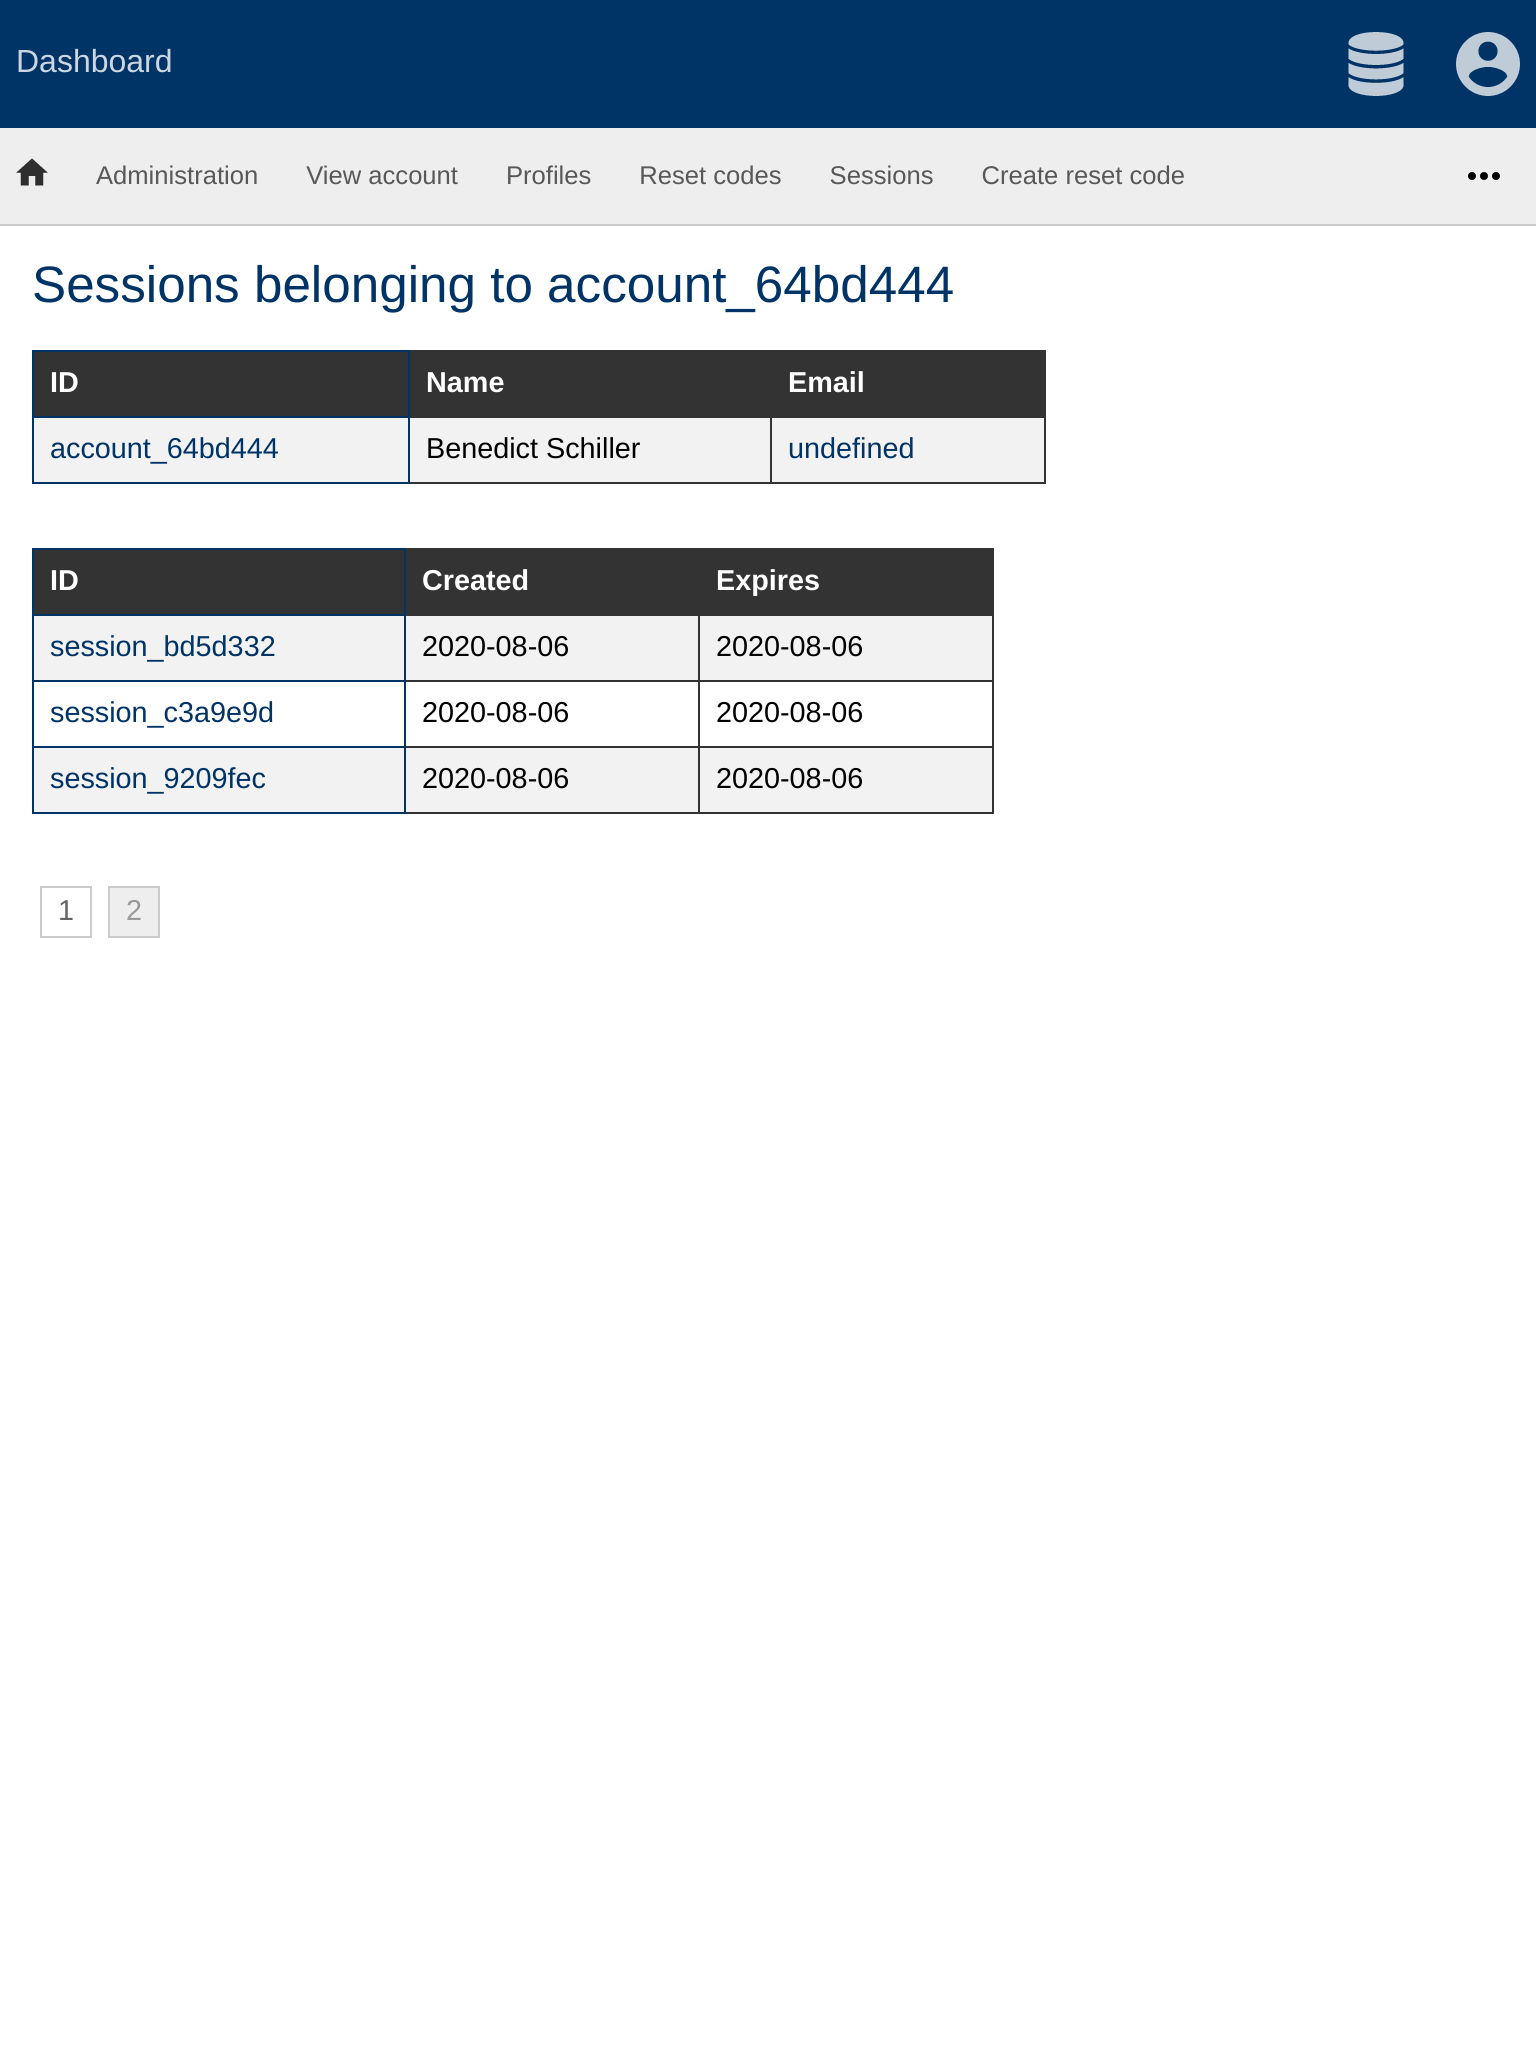 Dashboard
Administration View account Profiles Reset codes Sessions Create reset code
Sessions belonging to account_64bd444
ID Name Email
account_64bd444 Benedict Schiller undefined
ID Created Expires
session_bd5d332 2020-08-06 2020-08-06
session_c3a9e9d 2020-08-06 2020-08-06
session_9209fec 2020-08-06 2020-08-06
1 2